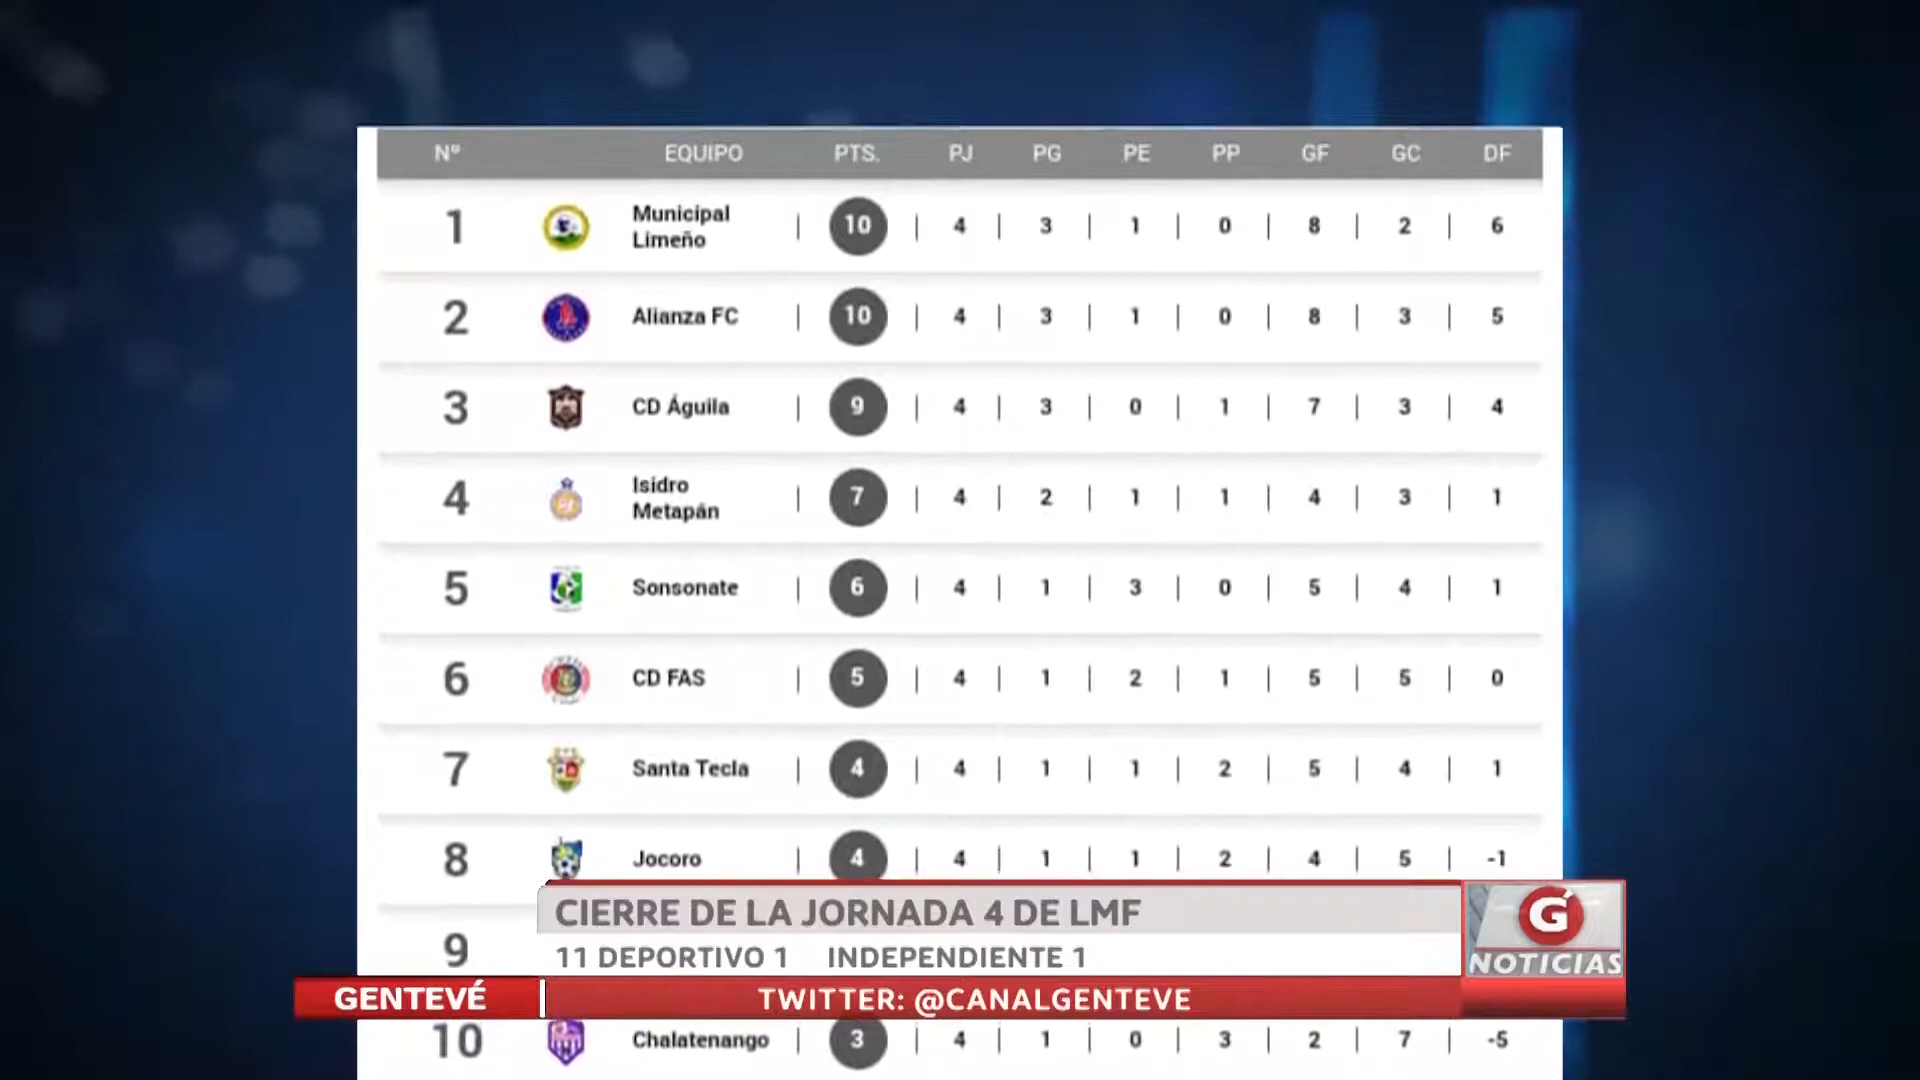 Nº EQUIPO PTS. PJ PG PE PP GF GC DF
1 Municipal Limeño 10 4 3 1 0 8 2 6
2 Alianza FC 10 4 3 1 0 8 3 5
3 CD Águila 9 4 3 0 1 7 3 4
4 Isidro Metapán 7 4 2 1 1 4 3 1
5 Sonsonate 6 4 1 3 0 5 4 1
6 CD FAS 5 4 1 2 1 5 5 0
7 Santa Tecla 4 4 1 1 2 5 4 1
8 Jocoro 4 4 1 1 2 4 5 -1
9
CIERRE DE LA JORNADA 4 DE LMF
11 DEPORTIVO 1 INDEPENDIENTE 1
G NOTICIAS
GENTEVÉ TWITTER: @CANALGENTEVE
10 Chalatenango 3 4 1 0 3 2 7 -5